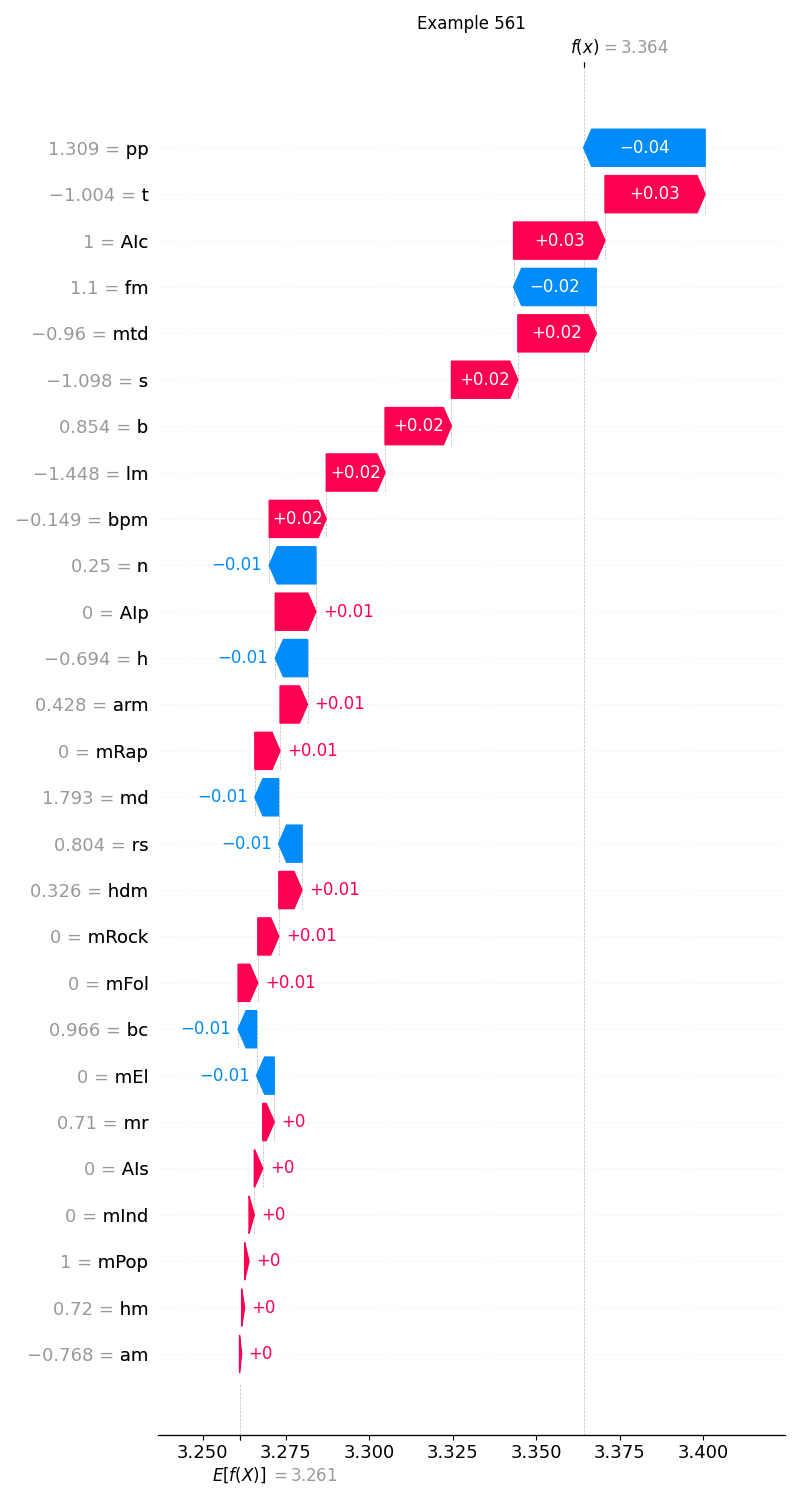 Example 561
f(x) = 3.364
1.309 = pp −0.04
−1.004 = t +0.03
1 = AIc +0.03
1.1 = fm −0.02
−0.96 = mtd +0.02
−1.098 = s +0.02
0.854 = b +0.02
−1.448 = lm +0.02
−0.149 = bpm +0.02
0.25 = n −0.01
0 = AIp +0.01
−0.694 = h −0.01
0.428 = arm +0.01
0 = mRap +0.01
1.793 = md −0.01
0.804 = rs −0.01
0.326 = hdm +0.01
0 = mRock +0.01
0 = mFol +0.01
0.966 = bc −0.01
0 = mEl −0.01
0.71 = mr +0
0 = AIs +0
0 = mInd +0
1 = mPop +0
0.72 = hm +0
−0.768 = am +0
3.250 3.275 3.300 3.325 3.350 3.375 3.400
E[f(X)] = 3.261